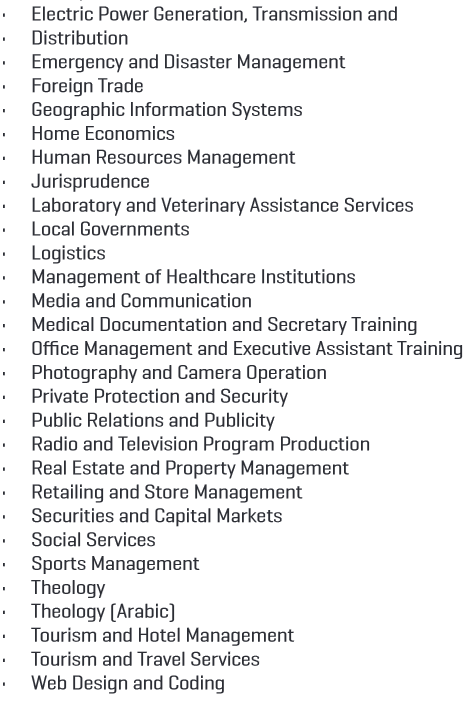 · Electric Power Generation, Transmission and
· Distribution
· Emergency and Disaster Management
· Foreign Trade
· Geographic Information Systems
· Home Economics
· Human Resources Management
· Jurisprudence
· Laboratory and Veterinary Assistance Services
· Local Governments
· Logistics
· Management of Healthcare Institutions
· Media and Communication
· Medical Documentation and Secretary Training
· Office Management and Executive Assistant Training
· Photography and Camera Operation
· Private Protection and Security
· Public Relations and Publicity
· Radio and Television Program Production
· Real Estate and Property Management
· Retailing and Store Management
· Securities and Capital Markets
· Social Services
· Sports Management
· Theology
· Theology (Arabic)
· Tourism and Hotel Management
· Tourism and Travel Services
· Web Design and Coding